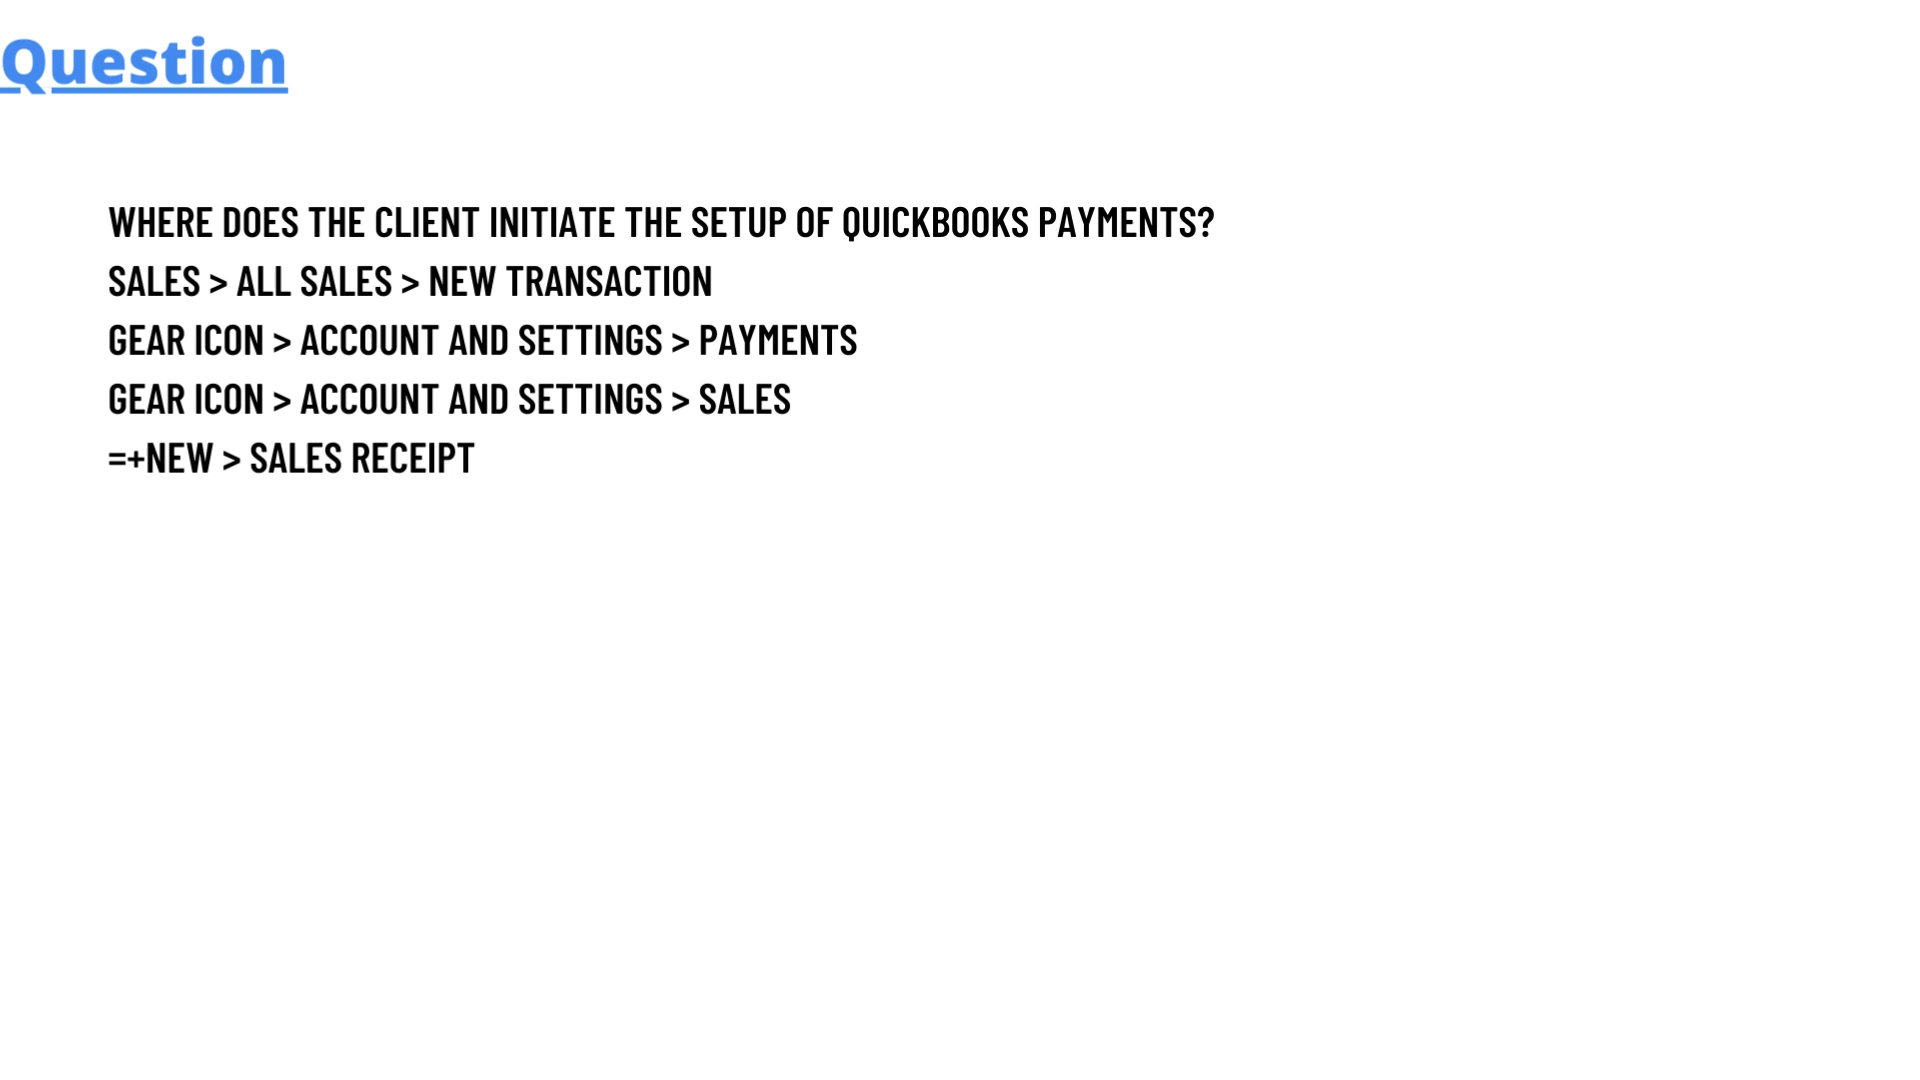 Question
WHERE DOES THE CLIENT INITIATE THE SETUP OF QUICKBOOKS PAYMENTS?
SALES > ALL SALES > NEW TRANSACTION
GEAR ICON > ACCOUNT AND SETTINGS > PAYMENTS
GEAR ICON > ACCOUNT AND SETTINGS > SALES
=+NEW > SALES RECEIPT